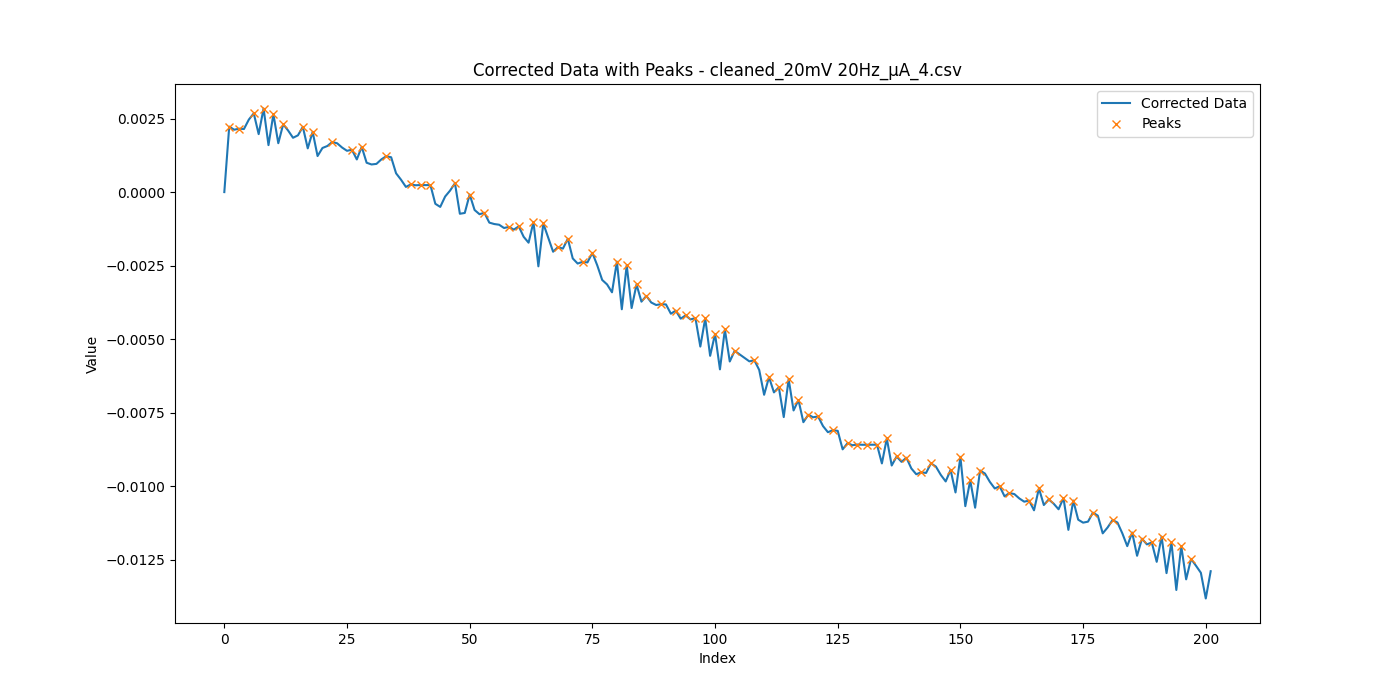 Corrected Data with Peaks - cleaned_20mV 20Hz_μA_4.csv
Corrected Data
Peaks
Value
0.0025
0.0000
−0.0025
−0.0050
−0.0075
−0.0100
−0.0125
0 25 50 75 100 125 150 175 200
Index